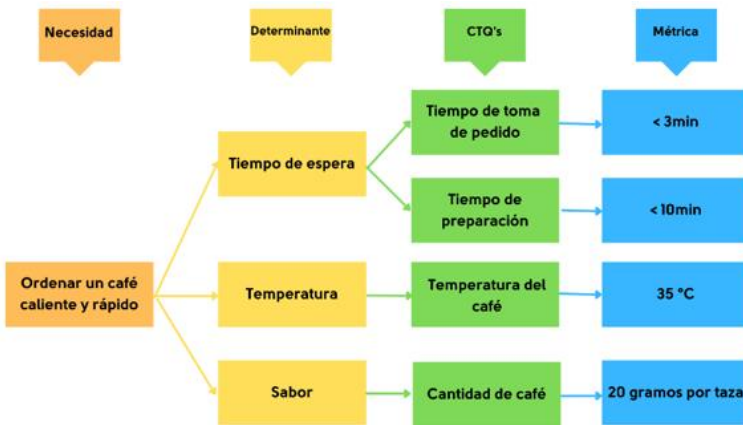 Necesidad
Determinante
CTQ's
Métrica
Tiempo de toma
de pedido
< 3min
Tiempo de espera
Tiempo de
preparación
< 10min
Ordenar un café
caliente y rápido
Temperatura
Temperatura del
café
35 °C
Sabor
Cantidad de café
20 gramos por taza